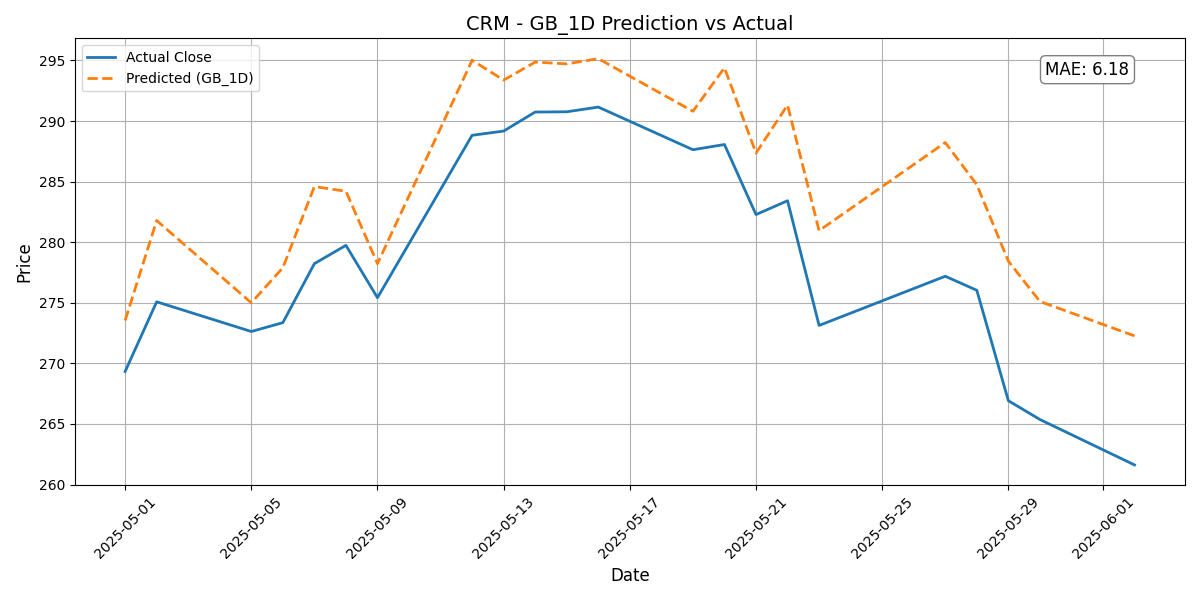 CRM - GB_1D Prediction vs Actual
Actual Close
Predicted (GB_1D)
MAE: 6.18
Price
295
290
285
280
275
270
265
260
2025-05-01
2025-05-05
2025-05-09
2025-05-13
2025-05-17
2025-05-21
2025-05-25
2025-05-29
2025-06-01
Date